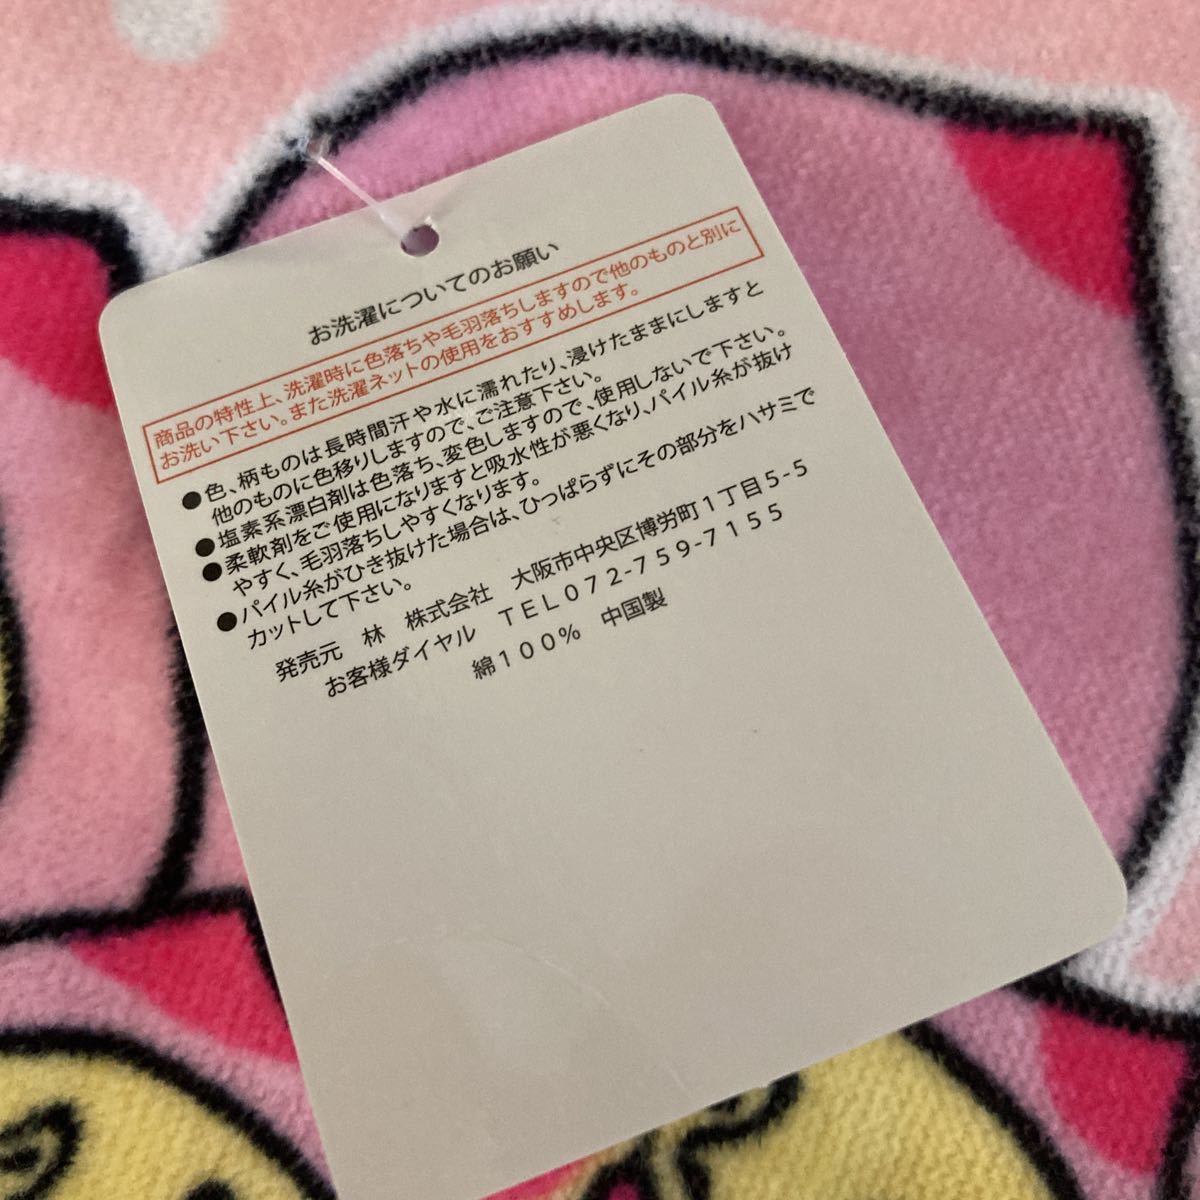 お洗濯についてのお願い
商品の特性上、洗濯時に色落ちや毛羽落ちしますので他のものと別に
お洗い下さい。また洗濯ネットの使用をおすすめします。
●色、柄ものは長時間汗や水に濡れたり、浸けたままにしますと
他のものに色移りしますので、ご注意下さい。
●塩素系漂白剤は色落ち、変色しますので、使用しないで下さい。
●柔軟剤をご使用になりますと吸水性が悪くなり、パイル糸が抜け
やすく、毛羽落ちしやすくなります。
●パイル糸がひき抜けた場合は、ひっぱらずにその部分をハサミで
カットして下さい。
発売元　林　株式会社　大阪市中央区博労町1丁目5-5
お客様ダイヤル　TEL072-759-7155
綿100%　中国製